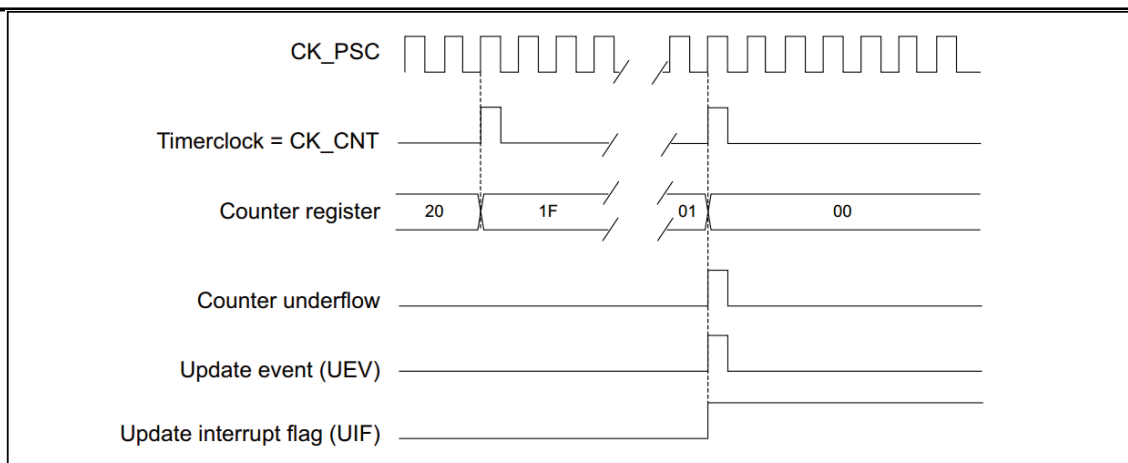 CK_PSC
Timerclock = CK_CNT
Counter register 20 1F 01 00
Counter underflow
Update event (UEV)
Update interrupt flag (UIF)